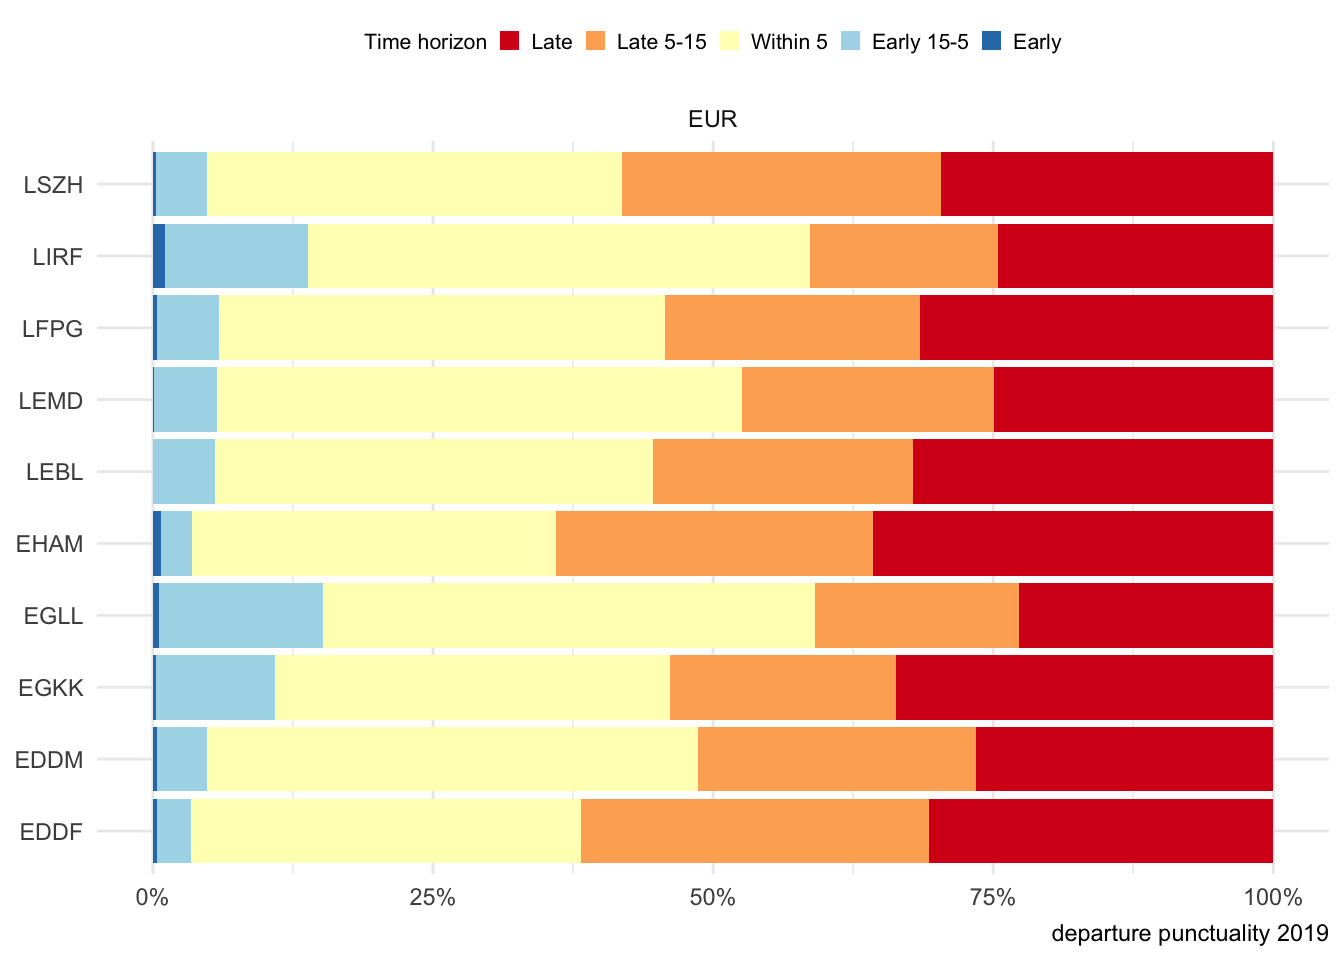 Time horizon Late Late 5-15 Within 5 Early 15-5 Early
EUR
LSZH
LIRF
LFPG
LEMD
LEBL
EHAM
EGLL
EGKK
EDDM
EDDF
0% 25% 50% 75% 100%
departure punctuality 2019